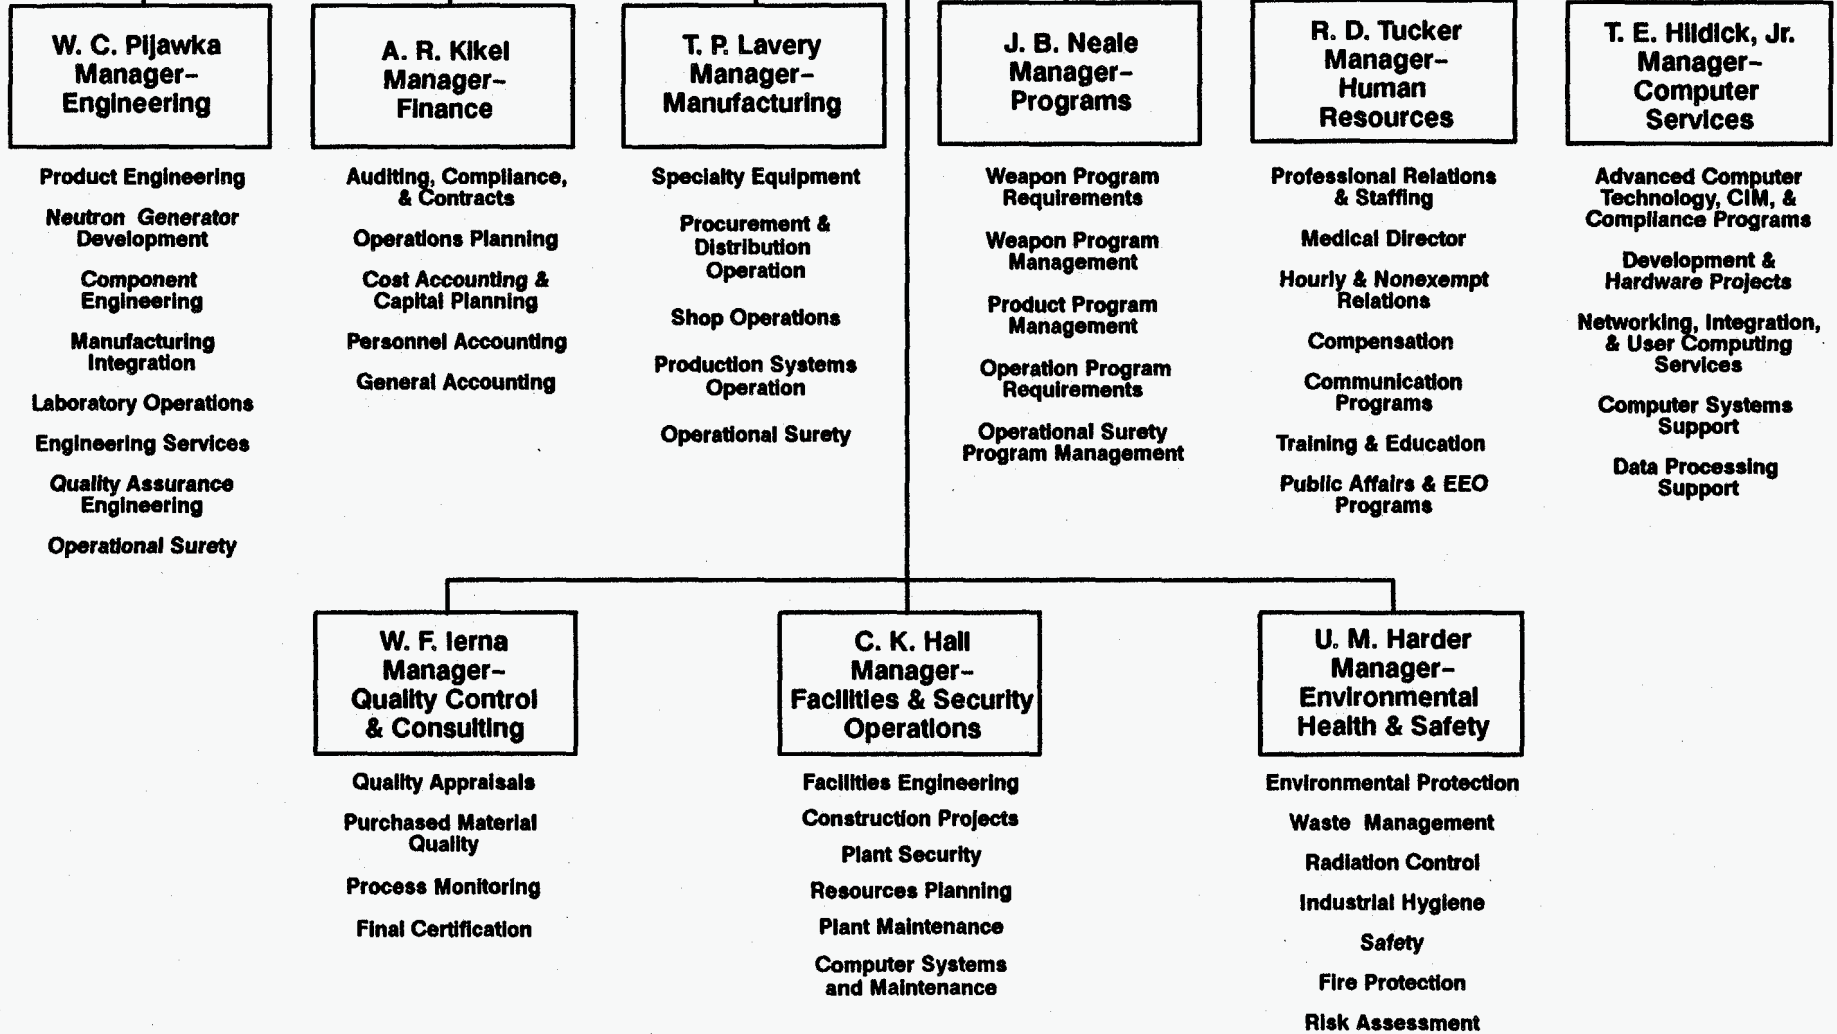 W. C. Pijawka
Manager–
Engineering
Product Engineering
Neutron Generator
Development
Component
Engineering
Manufacturing
Integration
Laboratory Operations
Engineering Services
Quality Assurance
Engineering
Operational Surety
A. R. Kikel
Manager–
Finance
Auditing, Compliance,
& Contracts
Operations Planning
Cost Accounting &
Capital Planning
Personnel Accounting
General Accounting
T. P. Lavery
Manager–
Manufacturing
Specialty Equipment
Procurement &
Distribution
Operation
Shop Operations
Production Systems
Operation
Operational Surety
J. B. Neale
Manager–
Programs
Weapon Program
Requirements
Weapon Program
Management
Product Program
Management
Operation Program
Requirements
Operational Surety
Program Management
R. D. Tucker
Manager–
Human
Resources
Professional Relations
& Staffing
Medical Director
Hourly & Nonexempt
Relations
Compensation
Communication
Programs
Training & Education
Public Affairs & EEO
Programs
T. E. Hildick, Jr.
Manager–
Computer
Services
Advanced Computer
Technology, CIM, &
Compliance Programs
Development &
Hardware Projects
Networking, Integration,
& User Computing
Services
Computer Systems
Support
Data Processing
Support
W. F. Ierna
Manager–
Quality Control
& Consulting
Quality Appraisals
Purchased Material
Quality
Process Monitoring
Final Certification
C. K. Hall
Manager–
Facilities & Security
Operations
Facilities Engineering
Construction Projects
Plant Security
Resources Planning
Plant Maintenance
Computer Systems
and Maintenance
U. M. Harder
Manager–
Environmental
Health & Safety
Environmental Protection
Waste Management
Radiation Control
Industrial Hygiene
Safety
Fire Protection
Risk Assessment